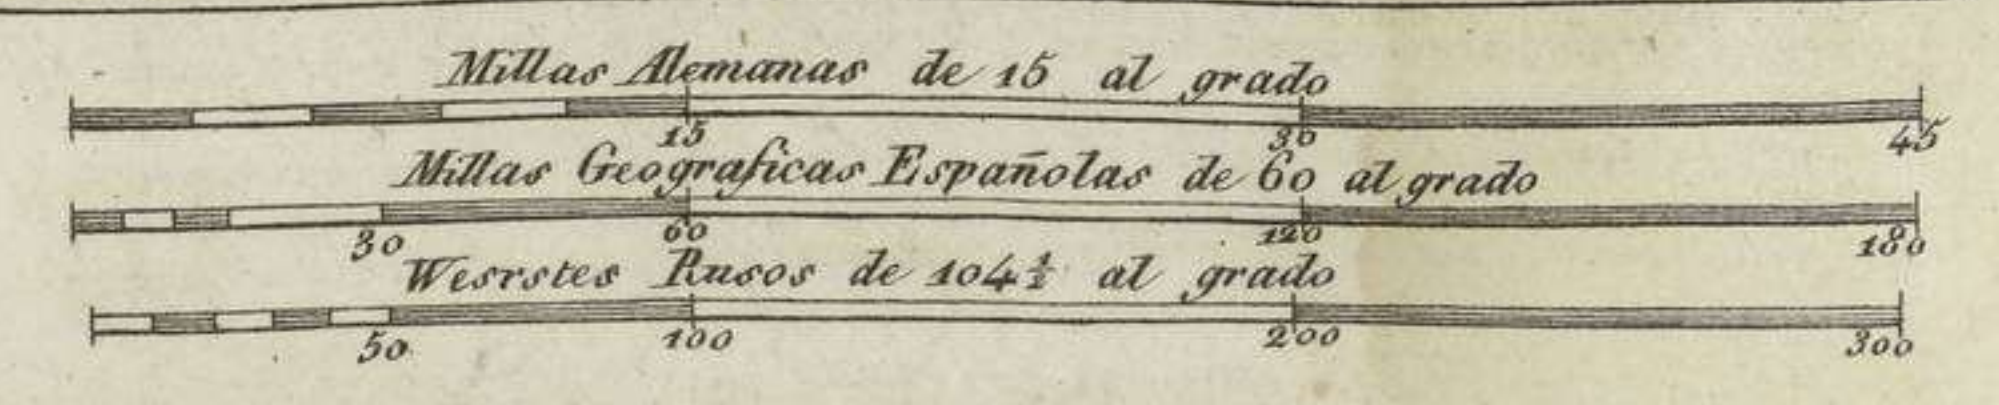 Millas Alemanas de 15 al grado
15 30 45
Millas Geograficas Españolas de 60 al grado
30 60 120 180
Wesrstes Rusos de 104½ al grado
50 100 200 300